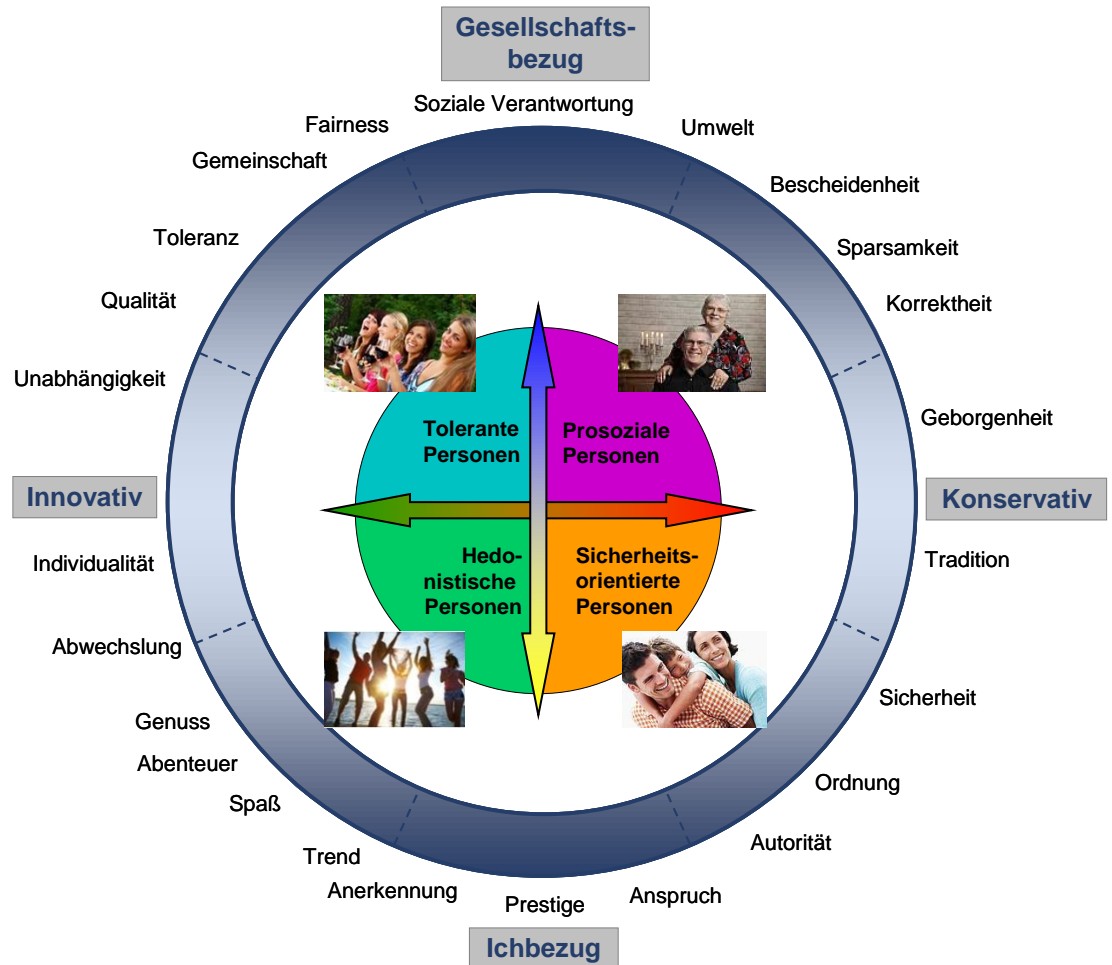 Gesellschafts-
bezug
Soziale Verantwortung
Fairness
Umwelt
Gemeinschaft
Bescheidenheit
Toleranz
Sparsamkeit
Qualität
Korrektheit
Unabhängigkeit
Geborgenheit
Tolerante
Personen
Prosoziale
Personen
Innovativ
Konservativ
Hedo-
nistische
Personen
Sicherheits-
orientierte
Personen
Individualität
Tradition
Abwechslung
Sicherheit
Genuss
Abenteuer
Ordnung
Spaß
Autorität
Trend
Anerkennung
Anspruch
Prestige
Ichbezug